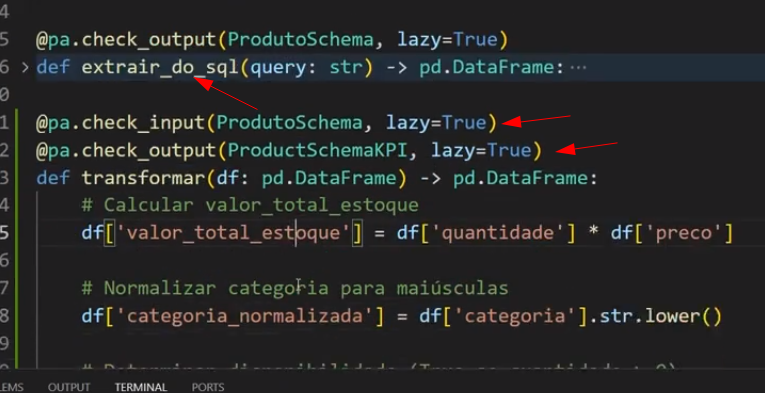 4
5 @pa.check_output(ProdutoSchema, lazy=True)
6 > def extrair_do_sql(query: str) -> pd.DataFrame: ...
0
1 @pa.check_input(ProdutoSchema, lazy=True)
2 @pa.check_output(ProductSchemaKPI, lazy=True)
3 def transformar(df: pd.DataFrame) -> pd.DataFrame:
4 # Calcular valor_total_estoque
5 df['valor_total_estoque'] = df['quantidade'] * df['preco']
6
7 # Normalizar categoria para maiúsculas
8 df['categoria_normalizada'] = df['categoria'].str.lower()
9
# Determinar disponibilidade (True se quantidade > 0)
LEMS OUTPUT TERMINAL PORTS